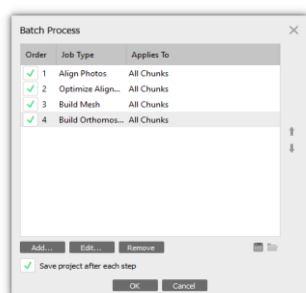 Batch Process
Order Job Type Applies To
1 Align Photos All Chunks
2 Optimize Align... All Chunks
3 Build Mesh All Chunks
4 Build Orthomos... All Chunks
Add... Edit... Remove
Save project after each step
OK Cancel